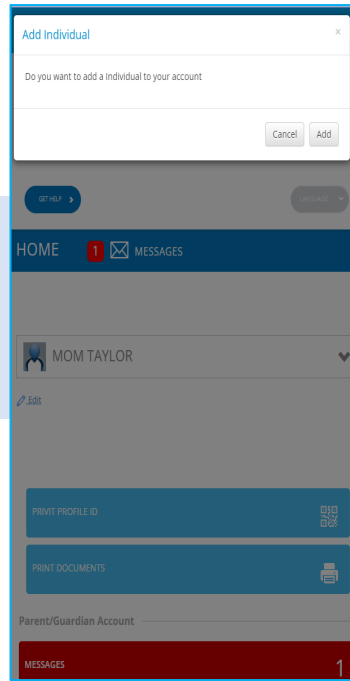 Add Individual ×
Do you want to add a Individual to your account
Cancel Add
GET HELP LANGUAGE
HOME 1 MESSAGES
MOM TAYLOR
Edit
PRIVIT PROFILE ID
PRINT DOCUMENTS
Parent/Guardian Account
MESSAGES 1